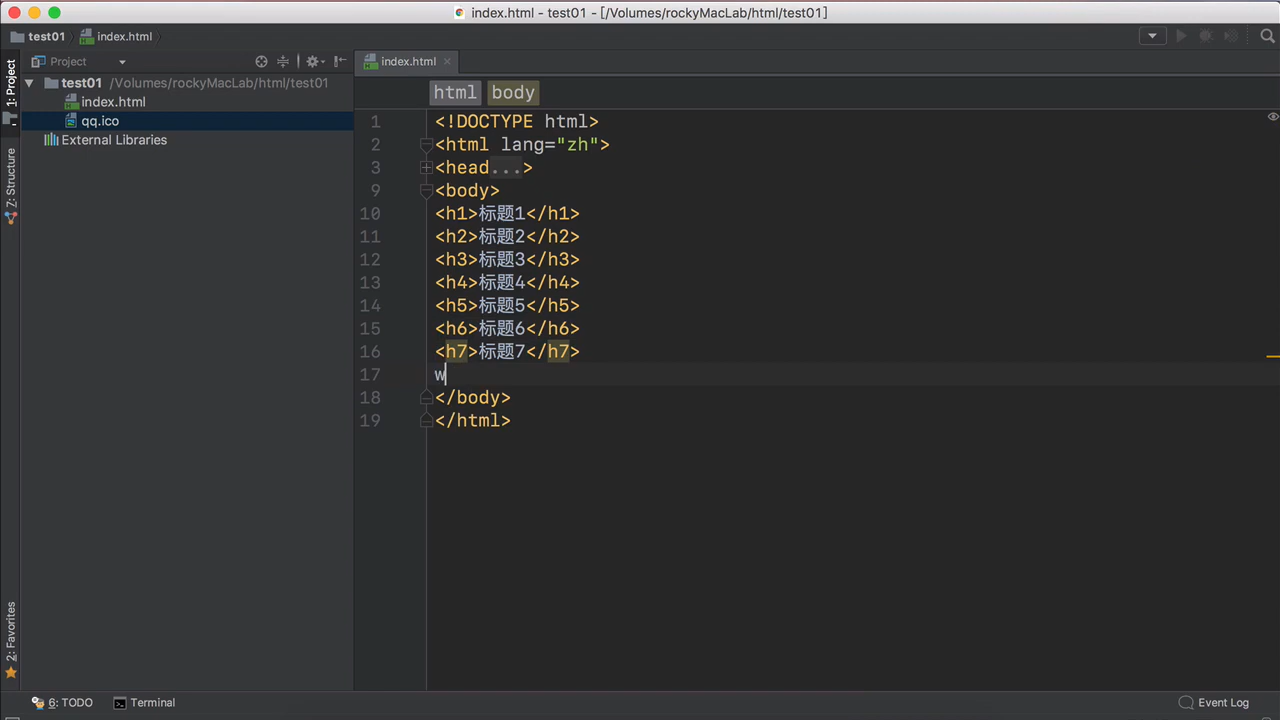 index.html - test01 - [/Volumes/rockyMacLab/html/test01]
test01 index.html
1: Project
Project
test01 /Volumes/rockyMacLab/html/test01
index.html
qq.ico
External Libraries
Z: Structure
2: Favorites
index.html
html body
1 <!DOCTYPE html>
2 <html lang="zh">
3 <head...>
9 <body>
10 <h1>标题1</h1>
11 <h2>标题2</h2>
12 <h3>标题3</h3>
13 <h4>标题4</h4>
14 <h5>标题5</h5>
15 <h6>标题6</h6>
16 <h7>标题7</h7>
17 w
18 </body>
19 </html>
6: TODO Terminal Event Log